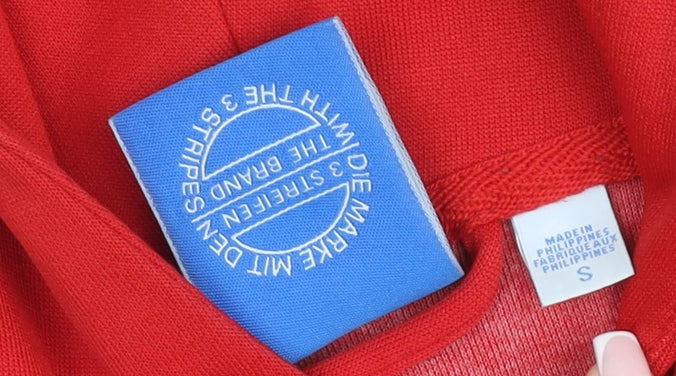 DIE MARKE MIT DEN
3 STREIFEN
THE BRAND
WITH THE 3 STRIPES
MADE IN
PHILIPPINES
FABRIQUE AUX
PHILIPPINES
S